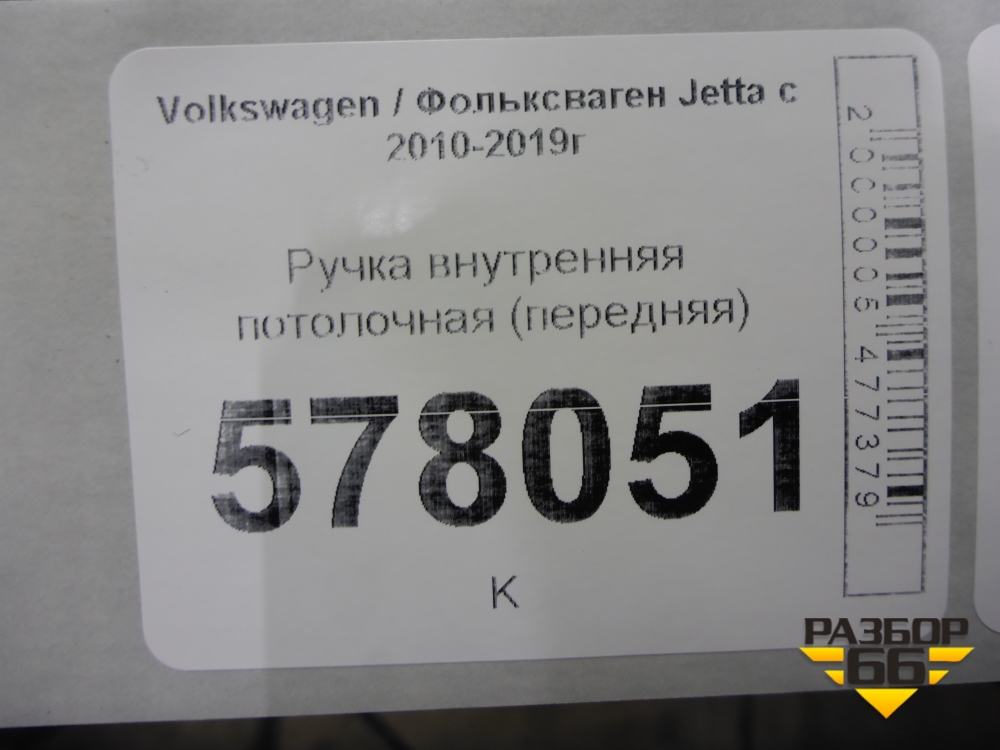 Volkswagen / Фольксваген Jetta с
2010-2019г
Ручка внутренняя
потолочная (передняя)
578051
К
2000005477379
РАЗБОР
66